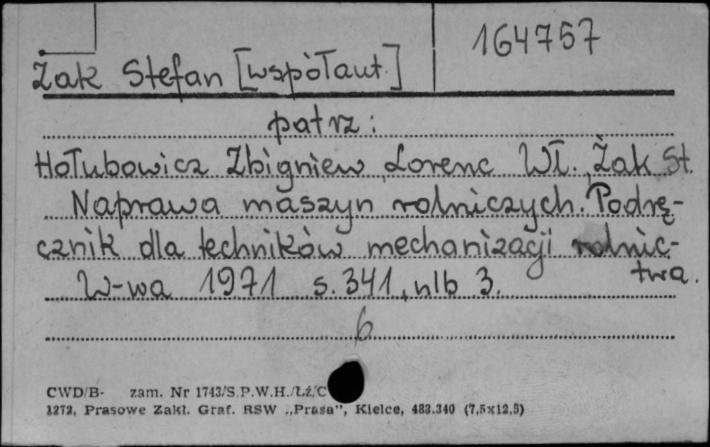 164757
Żak Stefan [współaut.]
patrz:
Hołubowicz Zbigniew, Lorenc Wł., Żak St.
Naprawa maszyn rolniczych. Podrę-
cznik dla techników mechanizacji rolnic-
twa.
W-wa 1971 s. 341, nlb 3.
6
CWD/B- zam. Nr 1743/S.P.W.H./Łź/C
1272, Prasowe Zakł. Graf. RSW „Prasa", Kielce, 483.340 (7,5x12,5)